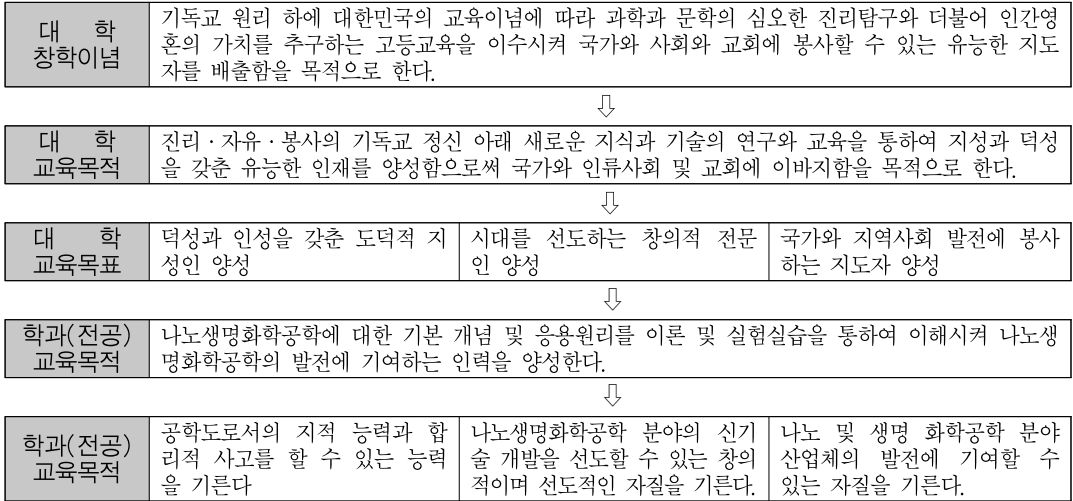 대 학
창학이념
기독교 원리 하에 대한민국의 교육이념에 따라 과학과 문학의 심오한 진리탐구와 더불어 인간영
혼의 가치를 추구하는 고등교육을 이수시켜 국가와 사회와 교회에 봉사할 수 있는 유능한 지도
자를 배출함을 목적으로 한다.
⇩
대 학
교육목적
진리·자유·봉사의 기독교 정신 아래 새로운 지식과 기술의 연구와 교육을 통하여 지성과 덕성
을 갖춘 유능한 인재를 양성함으로써 국가와 인류사회 및 교회에 이바지함을 목적으로 한다.
⇩
대 학
교육목표
덕성과 인성을 갖춘 도덕적 지
성인 양성
시대를 선도하는 창의적 전문
인 양성
국가와 지역사회 발전에 봉사
하는 지도자 양성
⇩
학과(전공)
교육목적
나노생명화학공학에 대한 기본 개념 및 응용원리를 이론 및 실험실습을 통하여 이해시켜 나노생
명화학공학의 발전에 기여하는 인력을 양성한다.
⇩
학과(전공)
교육목적
공학도로서의 지적 능력과 합
리적 사고를 할 수 있는 능력
을 기른다
나노생명화학공학 분야의 신기
술 개발을 선도할 수 있는 창의
적이며 선도적인 자질을 기른다.
나노 및 생명 화학공학 분야
산업체의 발전에 기여할 수
있는 자질을 기른다.